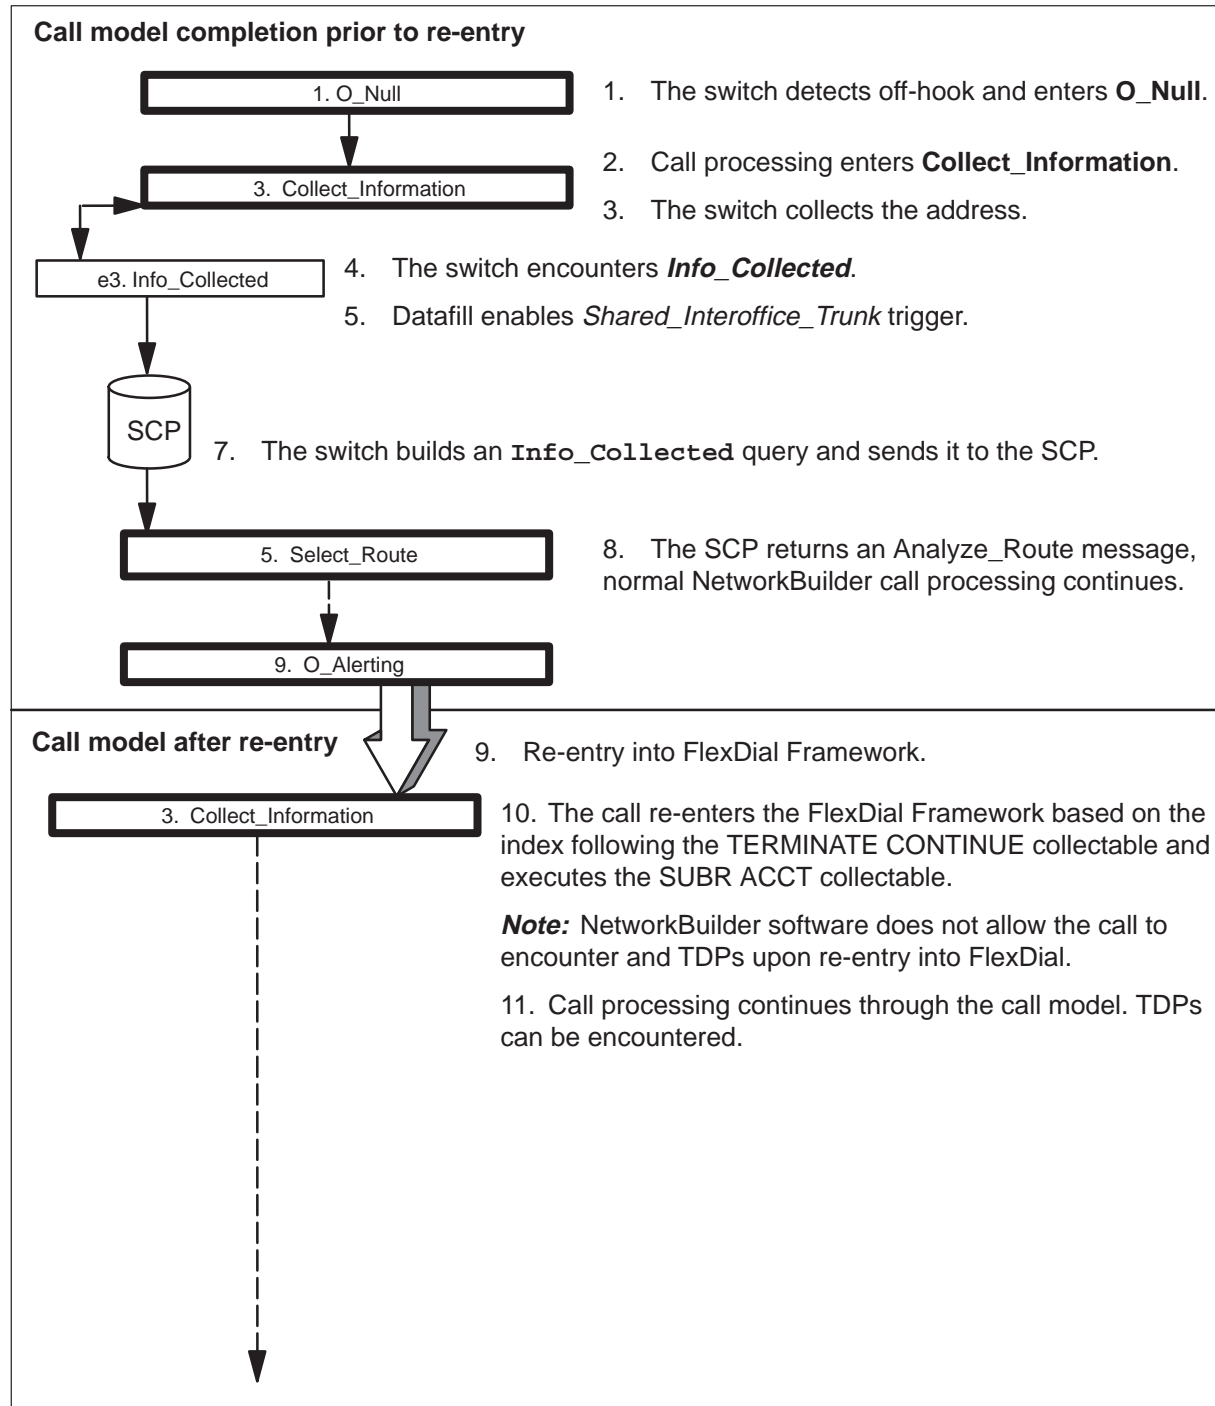 Call model completion prior to re-entry
1. O_Null
1. The switch detects off-hook and enters O_Null.
2. Call processing enters Collect_Information.
3. Collect_Information
3. The switch collects the address.
e3. Info_Collected
4. The switch encounters Info_Collected.
5. Datafill enables Shared_Interoffice_Trunk trigger.
SCP
7. The switch builds an Info_Collected query and sends it to the SCP.
5. Select_Route
8. The SCP returns an Analyze_Route message,
normal NetworkBuilder call processing continues.
9. O_Alerting
Call model after re-entry
9. Re-entry into FlexDial Framework.
3. Collect_Information
10. The call re-enters the FlexDial Framework based on the
index following the TERMINATE CONTINUE collectable and
executes the SUBR ACCT collectable.
Note: NetworkBuilder software does not allow the call to
encounter and TDPs upon re-entry into FlexDial.
11. Call processing continues through the call model. TDPs
can be encountered.